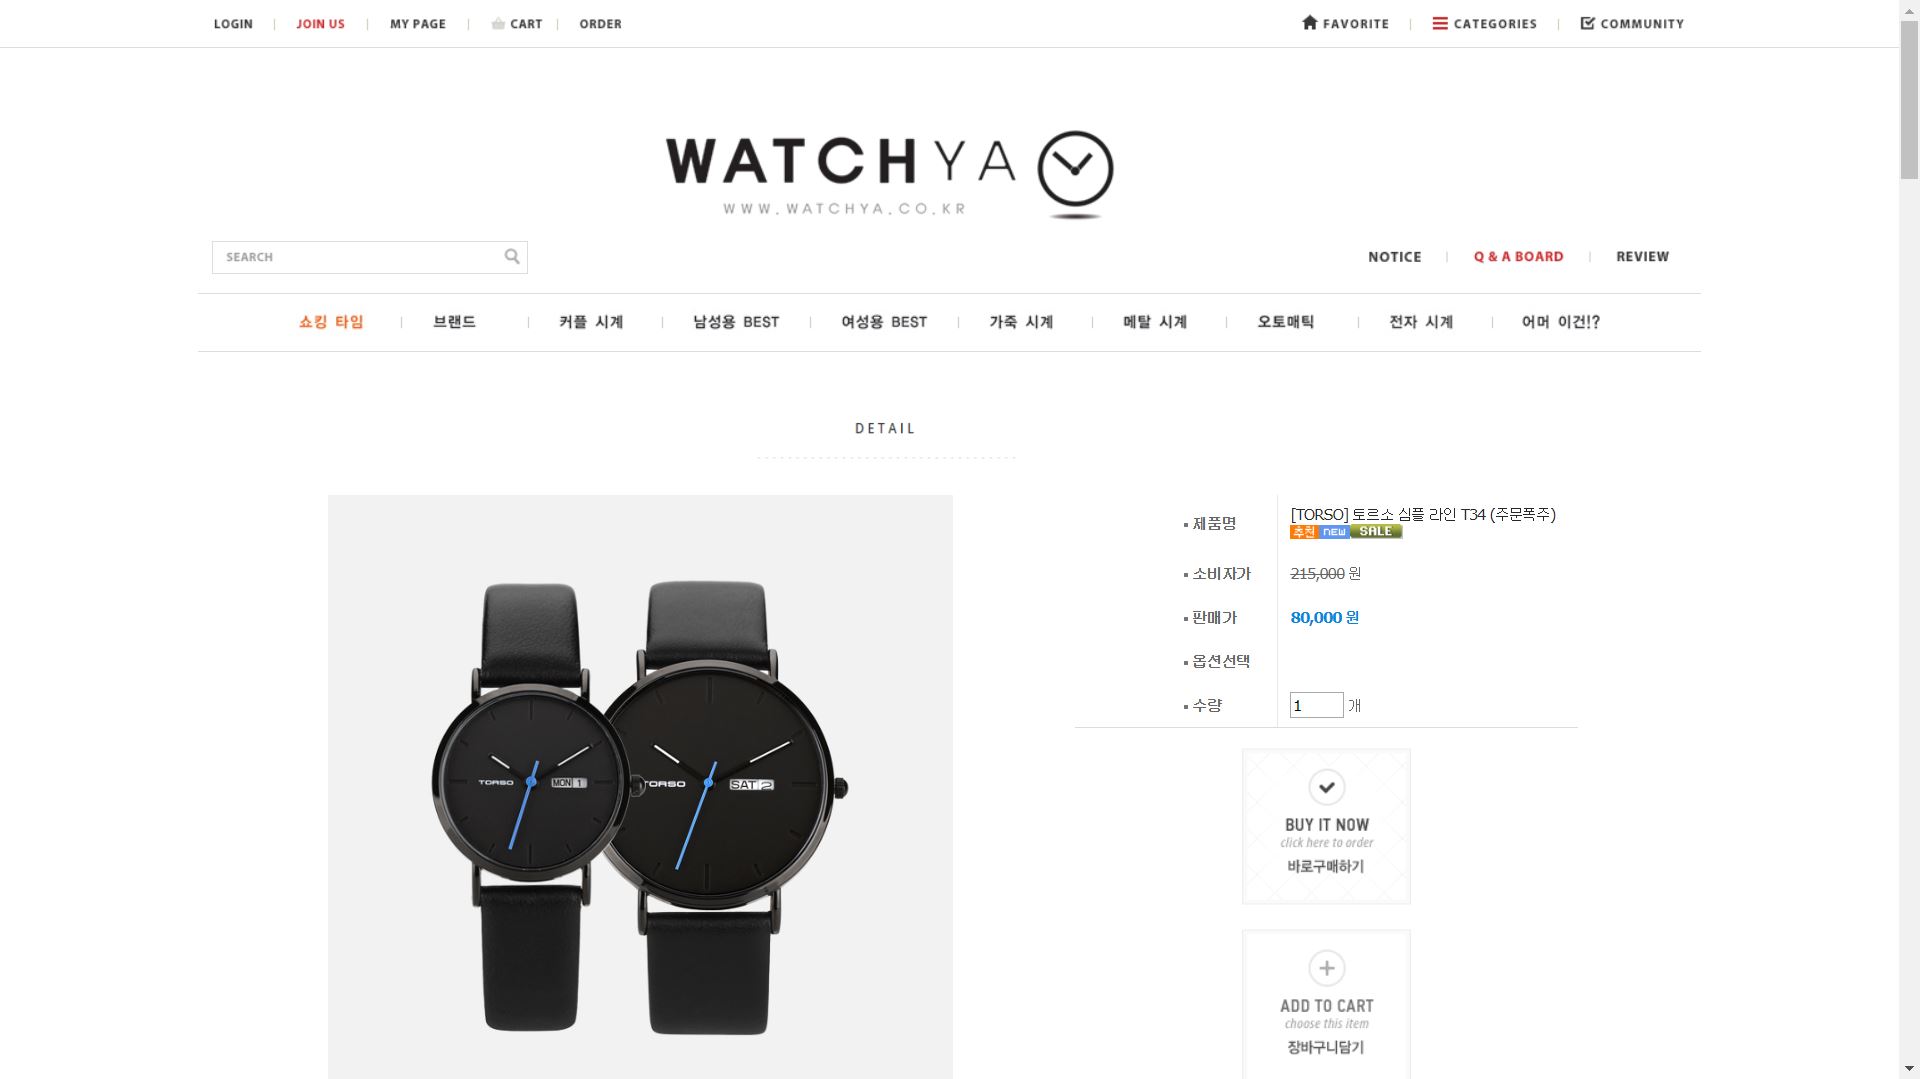 LOGIN JOIN US MY PAGE CART ORDER FAVORITE CATEGORIES COMMUNITY
WATCHYA
WWW.WATCHYA.CO.KR
SEARCH NOTICE Q & A BOARD REVIEW
쇼킹 타임 브랜드 커플 시계 남성용 BEST 여성용 BEST 가죽 시계 메탈 시계 오토매틱 전자 시계 어머 이건!?
DETAIL
제품명 [TORSO] 토르소 심플 라인 T34 (주문폭주)
추천 NEW SALE
소비자가 215,000 원
판매가 80,000 원
옵션선택
수량 1 개
TORSO MON 1
TORSO SAT 2
BUY IT NOW
click here to order
바로구매하기
ADD TO CART
choose this item
장바구니담기